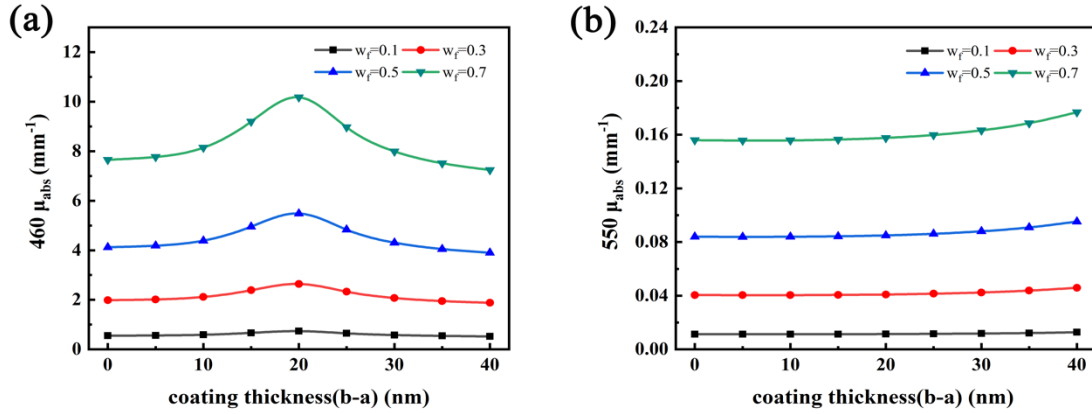 (a)
460 μabs (mm⁻¹)
12
10
8
6
4
2
0
wf=0.1 wf=0.3
wf=0.5 wf=0.7
0 10 20 30 40
coating thickness(b-a) (nm)
(b)
550 μabs (mm⁻¹)
0.24
0.20
0.16
0.12
0.08
0.04
0.00
wf=0.1 wf=0.3
wf=0.5 wf=0.7
0 10 20 30 40
coating thickness(b-a) (nm)